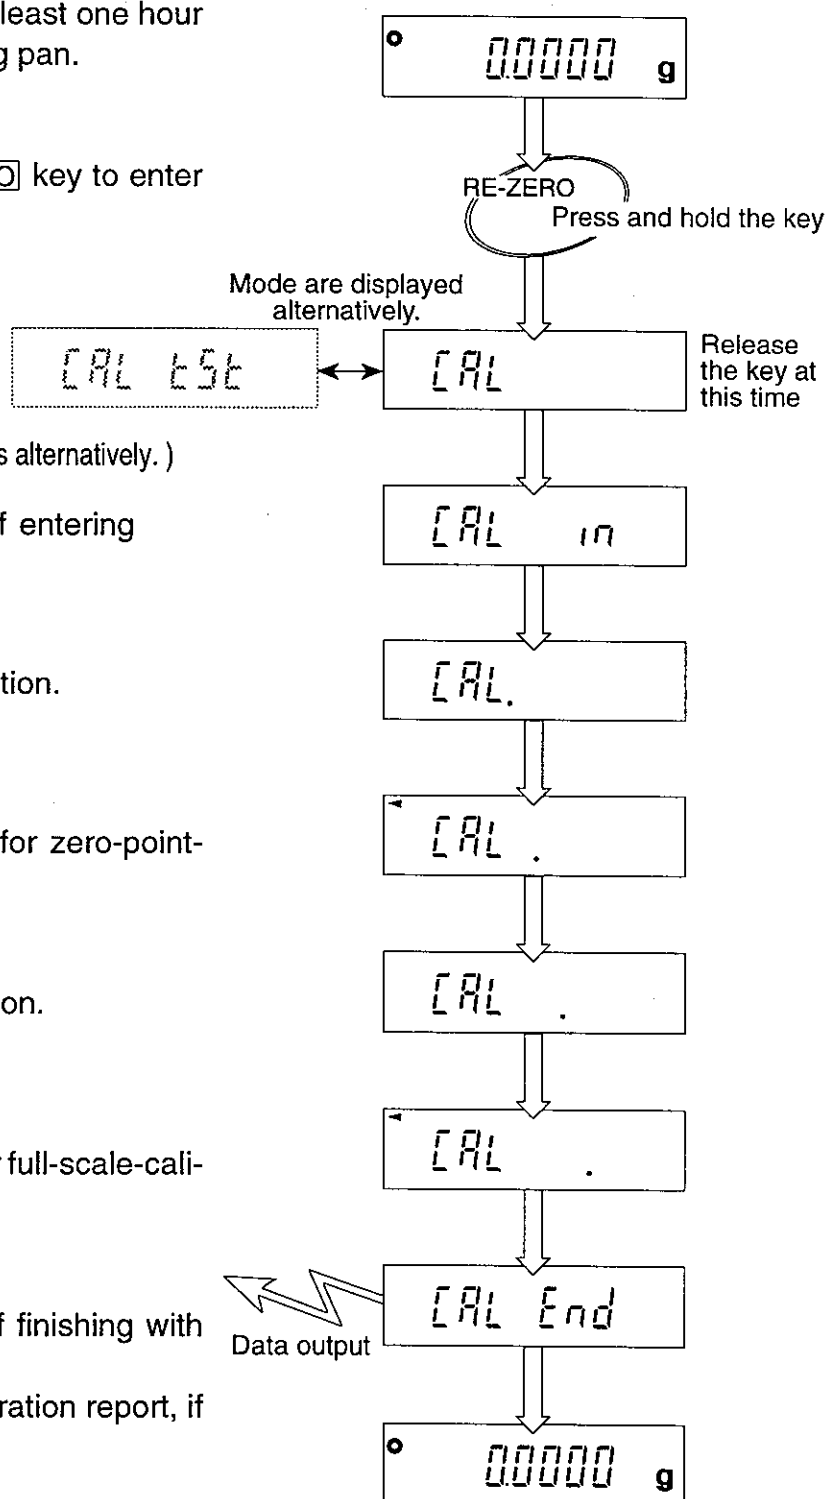 least one hour
g pan.
0.0000 g
O key to enter
RE-ZERO
Press and hold the key
Mode are displayed
alternatively.
CAL tSt
CAL
Release
the key at
this time
s alternatively. )
f entering
CAL in
tion.
CAL.
for zero-point-
CAL .
on.
CAL .
full-scale-cali-
CAL .
CAL End
f finishing with
Data output
ration report, if
0.0000 g